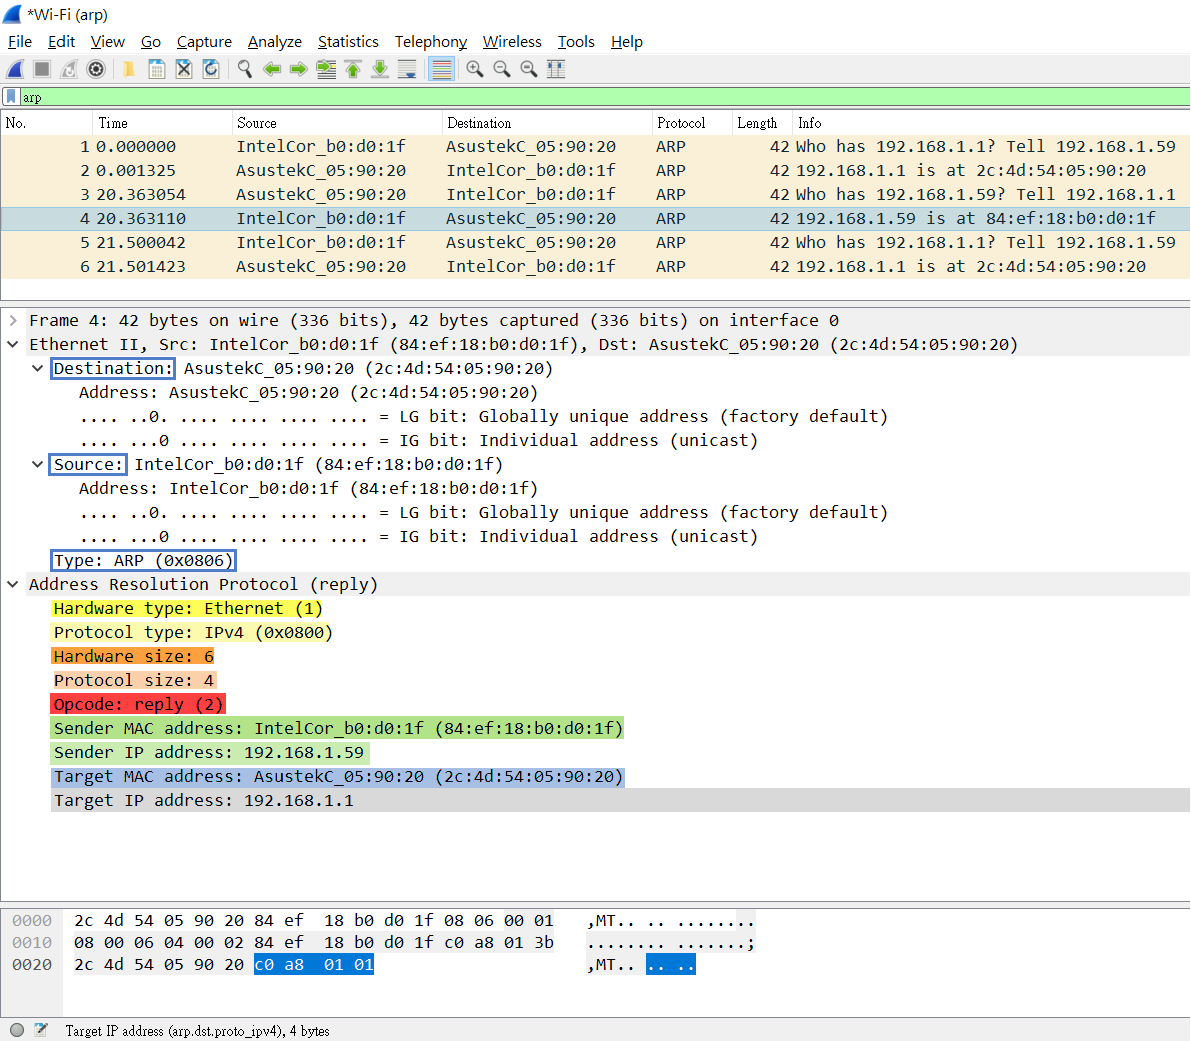 *Wi-Fi (arp)
File Edit View Go Capture Analyze Statistics Telephony Wireless Tools Help
arp
No. Time Source Destination Protocol Length Info
1 0.000000 IntelCor_b0:d0:1f AsustekC_05:90:20 ARP 42 Who has 192.168.1.1? Tell 192.168.1.59
2 0.001325 AsustekC_05:90:20 IntelCor_b0:d0:1f ARP 42 192.168.1.1 is at 2c:4d:54:05:90:20
3 20.363054 AsustekC_05:90:20 IntelCor_b0:d0:1f ARP 42 Who has 192.168.1.59? Tell 192.168.1.1
4 20.363110 IntelCor_b0:d0:1f AsustekC_05:90:20 ARP 42 192.168.1.59 is at 84:ef:18:b0:d0:1f
5 21.500042 IntelCor_b0:d0:1f AsustekC_05:90:20 ARP 42 Who has 192.168.1.1? Tell 192.168.1.59
6 21.501423 AsustekC_05:90:20 IntelCor_b0:d0:1f ARP 42 192.168.1.1 is at 2c:4d:54:05:90:20
Frame 4: 42 bytes on wire (336 bits), 42 bytes captured (336 bits) on interface 0
Ethernet II, Src: IntelCor_b0:d0:1f (84:ef:18:b0:d0:1f), Dst: AsustekC_05:90:20 (2c:4d:54:05:90:20)
Destination: AsustekC_05:90:20 (2c:4d:54:05:90:20)
Address: AsustekC_05:90:20 (2c:4d:54:05:90:20)
.... ..0. .... .... .... .... = LG bit: Globally unique address (factory default)
.... ...0 .... .... .... .... = IG bit: Individual address (unicast)
Source: IntelCor_b0:d0:1f (84:ef:18:b0:d0:1f)
Address: IntelCor_b0:d0:1f (84:ef:18:b0:d0:1f)
.... ..0. .... .... .... .... = LG bit: Globally unique address (factory default)
.... ...0 .... .... .... .... = IG bit: Individual address (unicast)
Type: ARP (0x0806)
Address Resolution Protocol (reply)
Hardware type: Ethernet (1)
Protocol type: IPv4 (0x0800)
Hardware size: 6
Protocol size: 4
Opcode: reply (2)
Sender MAC address: IntelCor_b0:d0:1f (84:ef:18:b0:d0:1f)
Sender IP address: 192.168.1.59
Target MAC address: AsustekC_05:90:20 (2c:4d:54:05:90:20)
Target IP address: 192.168.1.1
0000 2c 4d 54 05 90 20 84 ef 18 b0 d0 1f 08 06 00 01 ,MT.. .. ........
0010 08 00 06 04 00 02 84 ef 18 b0 d0 1f c0 a8 01 3b ........ .......;
0020 2c 4d 54 05 90 20 c0 a8 01 01 ,MT.. .. ..
Target IP address (arp.dst.proto_ipv4), 4 bytes